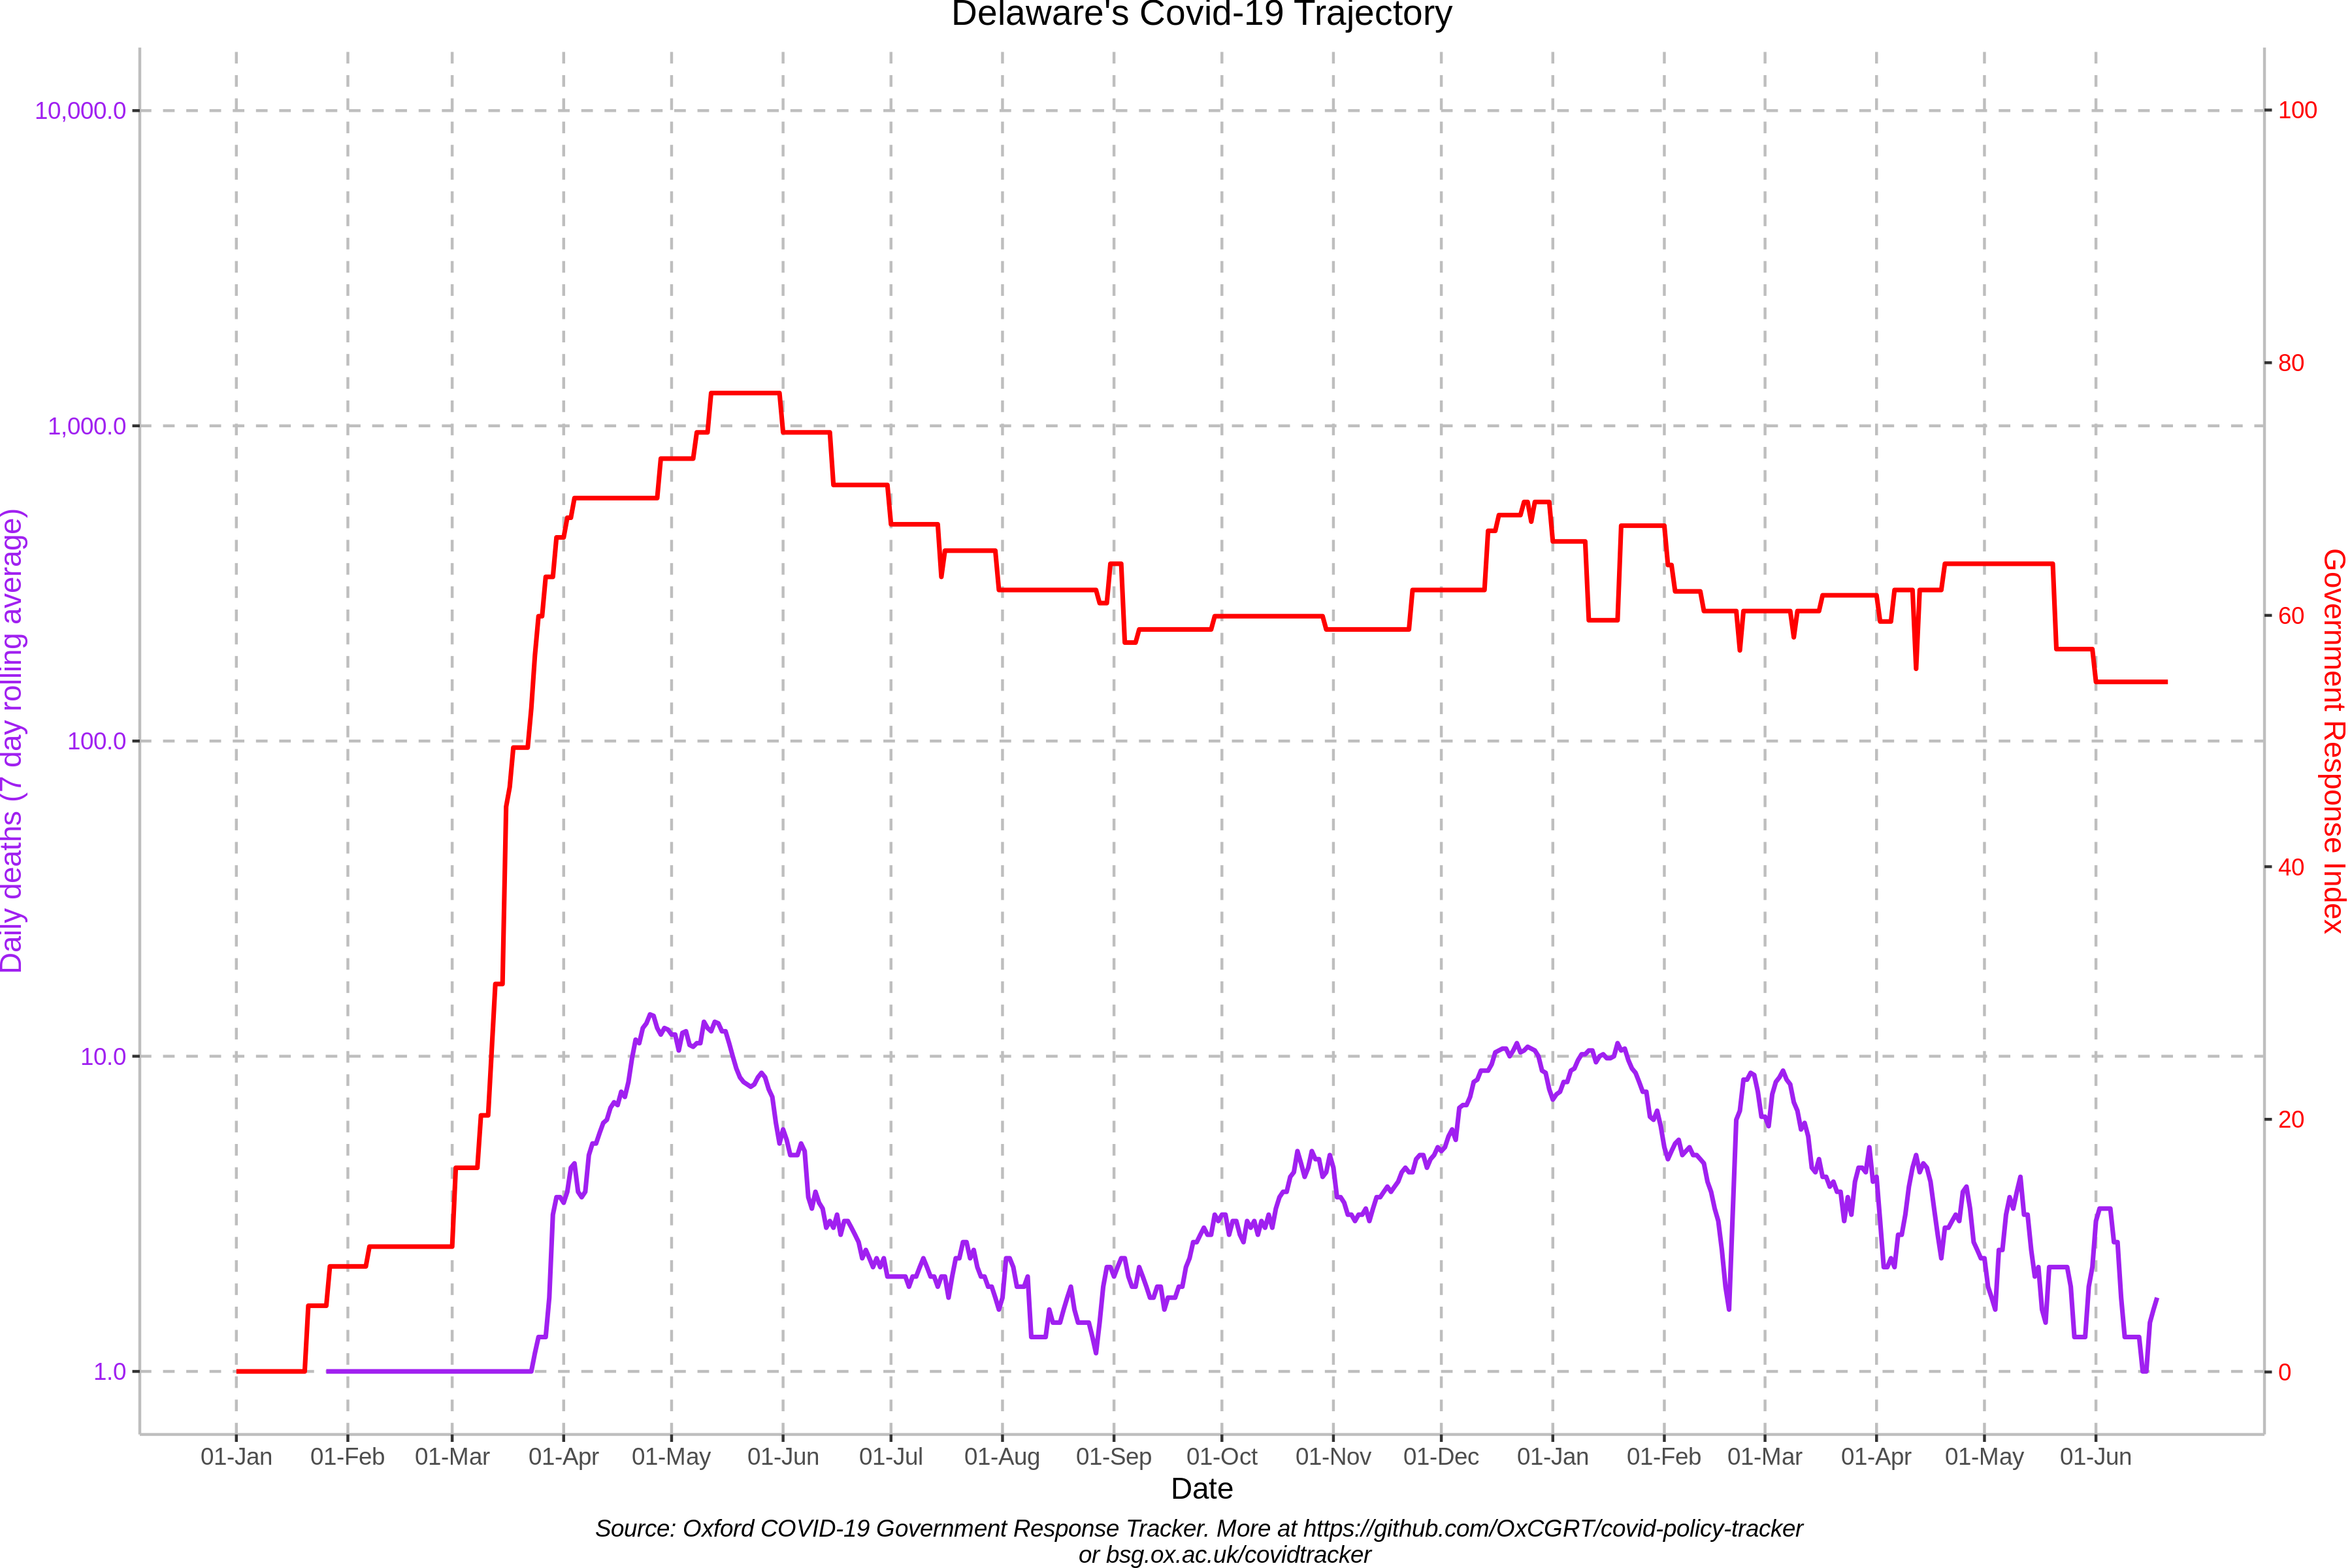 Delaware's Covid-19 Trajectory
Daily deaths (7 day rolling average)
10,000.0
1,000.0
100.0
10.0
1.0
100
80
60
40
20
0
Government Response Index
01-Jan 01-Feb 01-Mar 01-Apr 01-May 01-Jun 01-Jul 01-Aug 01-Sep 01-Oct 01-Nov 01-Dec 01-Jan 01-Feb 01-Mar 01-Apr 01-May 01-Jun
Date
Source: Oxford COVID-19 Government Response Tracker. More at https://github.com/OxCGRT/covid-policy-tracker
or bsg.ox.ac.uk/covidtracker